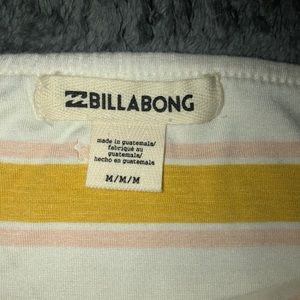 BILLABONG
made in guatemala/
fabriqué au
guatemala/
hecho en guatemala
M/M/M